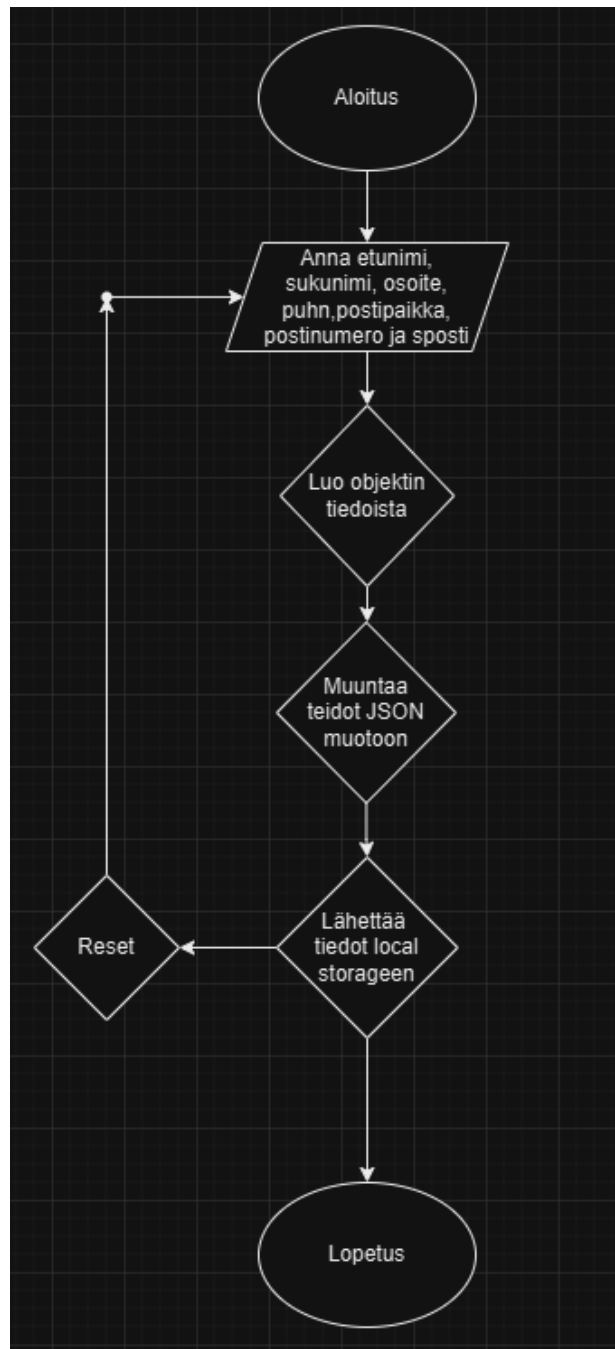 Aloitus
Anna etunimi,
sukunimi, osoite,
puhn,postipaikka,
postinumero ja sposti
Luo objektin
tiedoista
Muuntaa
teidot JSON
muotoon
Lähettää
tiedot local
storageen
Reset
Lopetus